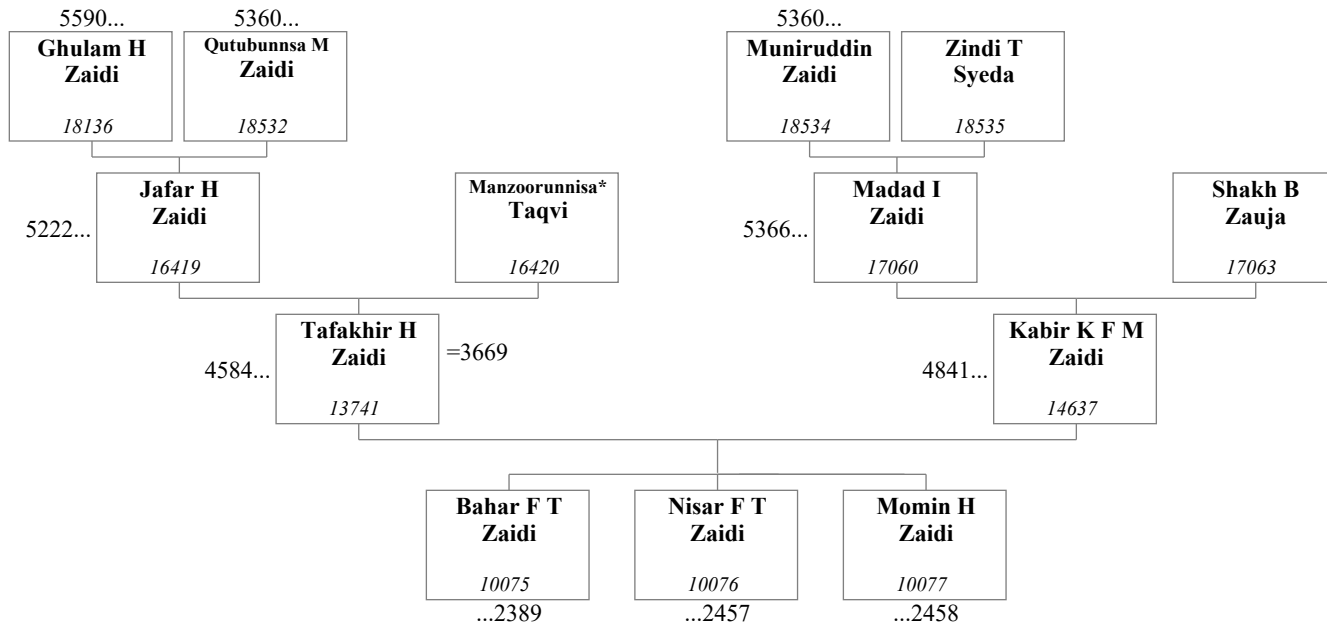 5590...
5360...
5360...
Ghulam H
Zaidi
18136
Qutubunnsa M
Zaidi
18532
Muniruddin
Zaidi
18534
Zindi T
Syeda
18535
5222...
Jafar H
Zaidi
16419
Manzoorunnisa*
Taqvi
16420
5366...
Madad I
Zaidi
17060
Shakh B
Zauja
17063
4584...
Tafakhir H
Zaidi
13741
=3669
4841...
Kabir K F M
Zaidi
14637
Bahar F T
Zaidi
10075
...2389
Nisar F T
Zaidi
10076
...2457
Momin H
Zaidi
10077
...2458